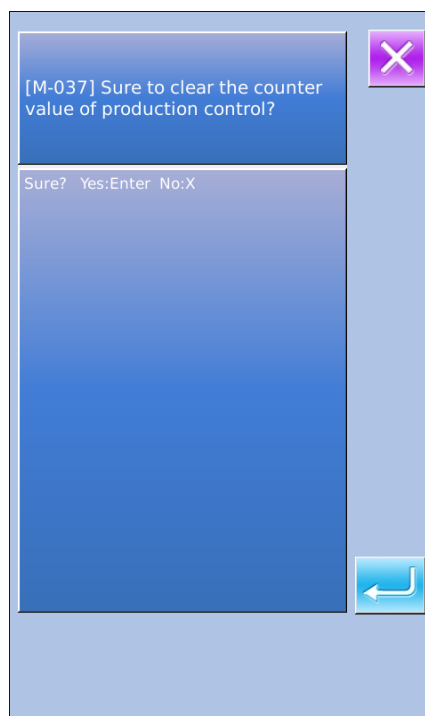 [M-037] Sure to clear the counter
value of production control?
Sure? Yes:Enter No:X